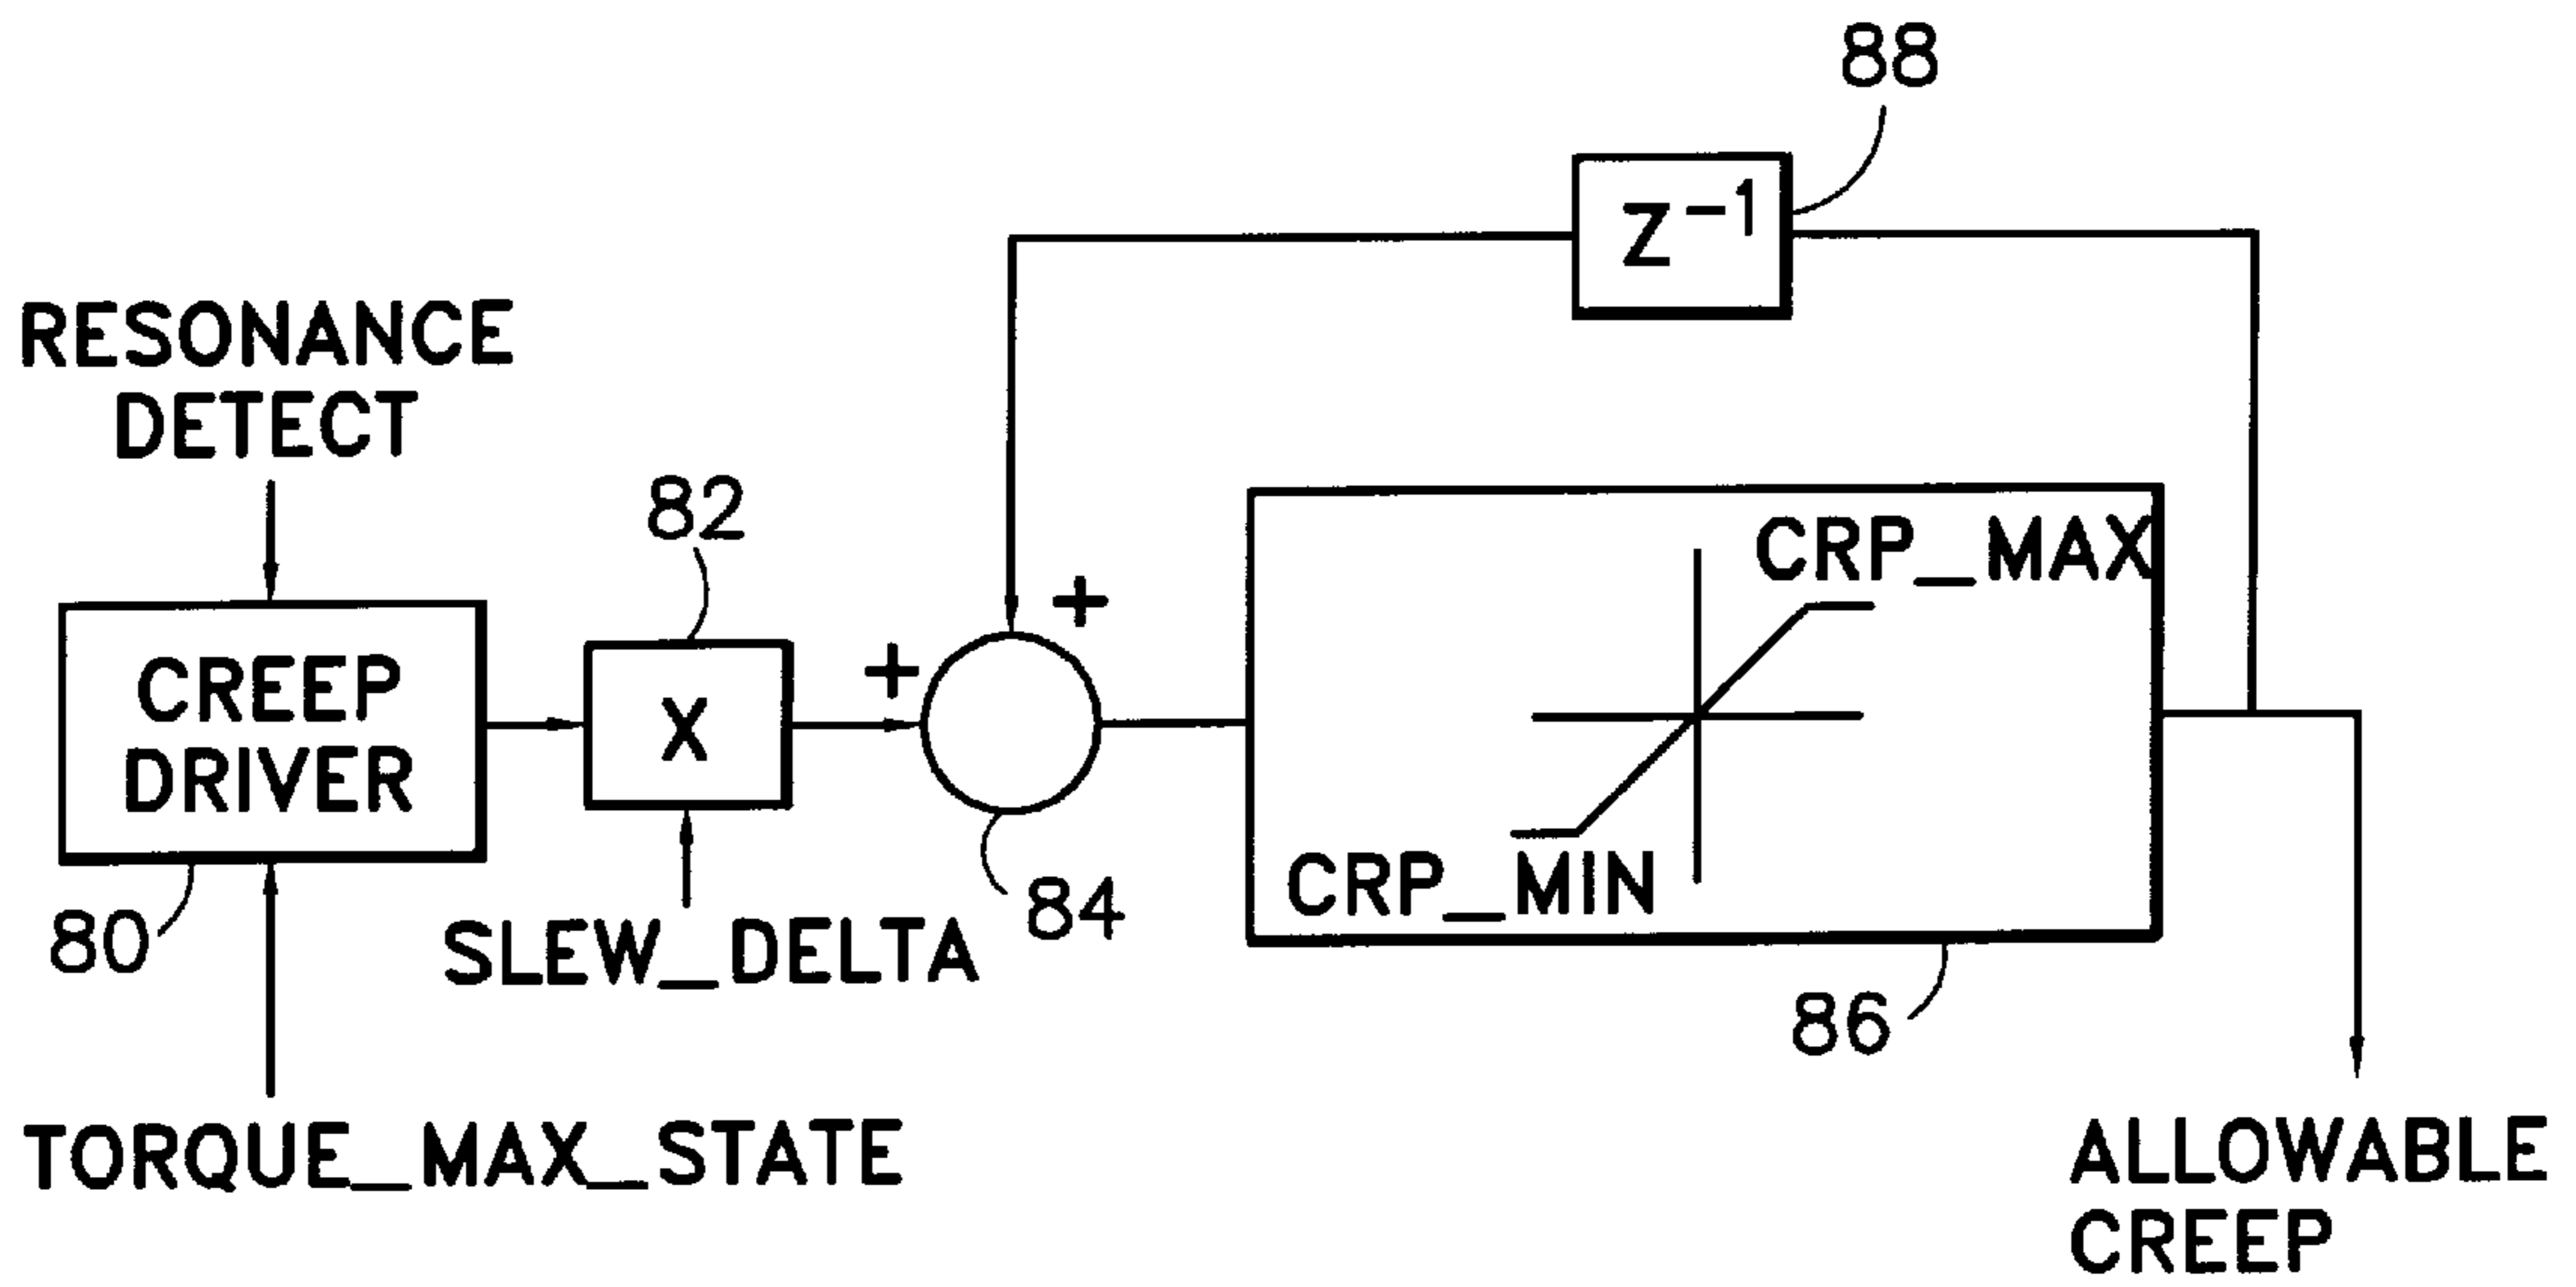 88
Z⁻¹
RESONANCE
DETECT
82
CRP_MAX
+
+
CREEP
DRIVER
X
CRP_MIN
84
80
SLEW_DELTA
86
TORQUE_MAX_STATE
ALLOWABLE
CREEP